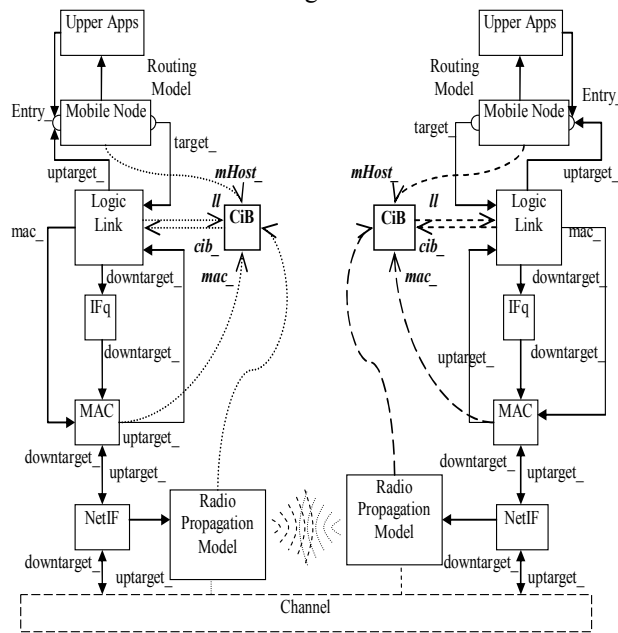 Upper Apps
Upper Apps
Routing
Model
Routing
Model
Entry_
Mobile Node
target_
Entry_
Mobile Node
target_
uptarget_
uptarget_
mHost_
mHost_
Logic
Link
ll
CiB
cib_
CiB
ll
cib_
Logic
Link
mac_
mac_
mac_
mac_
downtarget_
downtarget_
IFq
IFq
downtarget_
downtarget_
uptarget_
MAC
uptarget_
MAC
downtarget_
uptarget_
downtarget_
uptarget_
NetIF
Radio
Propagation
Model
Radio
Propagation
Model
NetIF
downtarget_
uptarget_
downtarget_
uptarget_
Channel